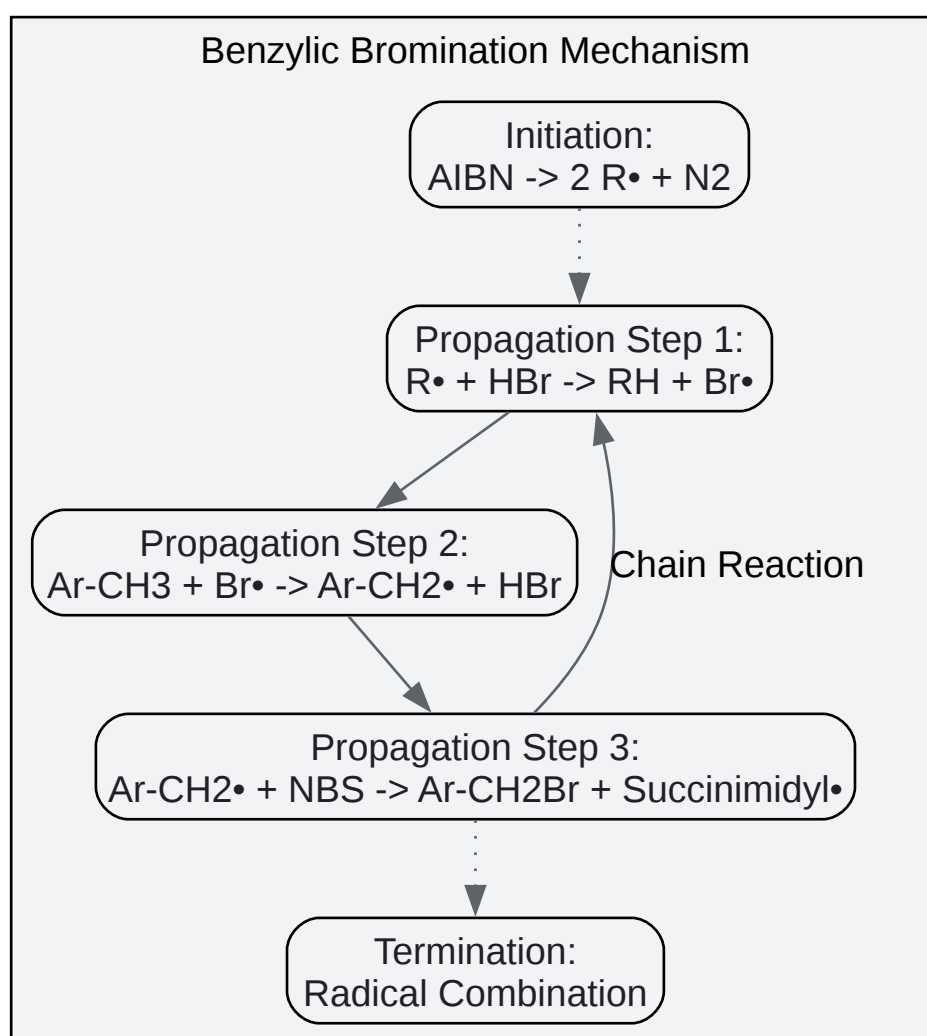 Benzylic Bromination Mechanism
Initiation:
AIBN -> 2 R• + N2
Propagation Step 1:
R• + HBr -> RH + Br•
Propagation Step 2:
Ar-CH3 + Br• -> Ar-CH2• + HBr
Chain Reaction
Propagation Step 3:
Ar-CH2• + NBS -> Ar-CH2Br + Succinimidyl•
Termination:
Radical Combination